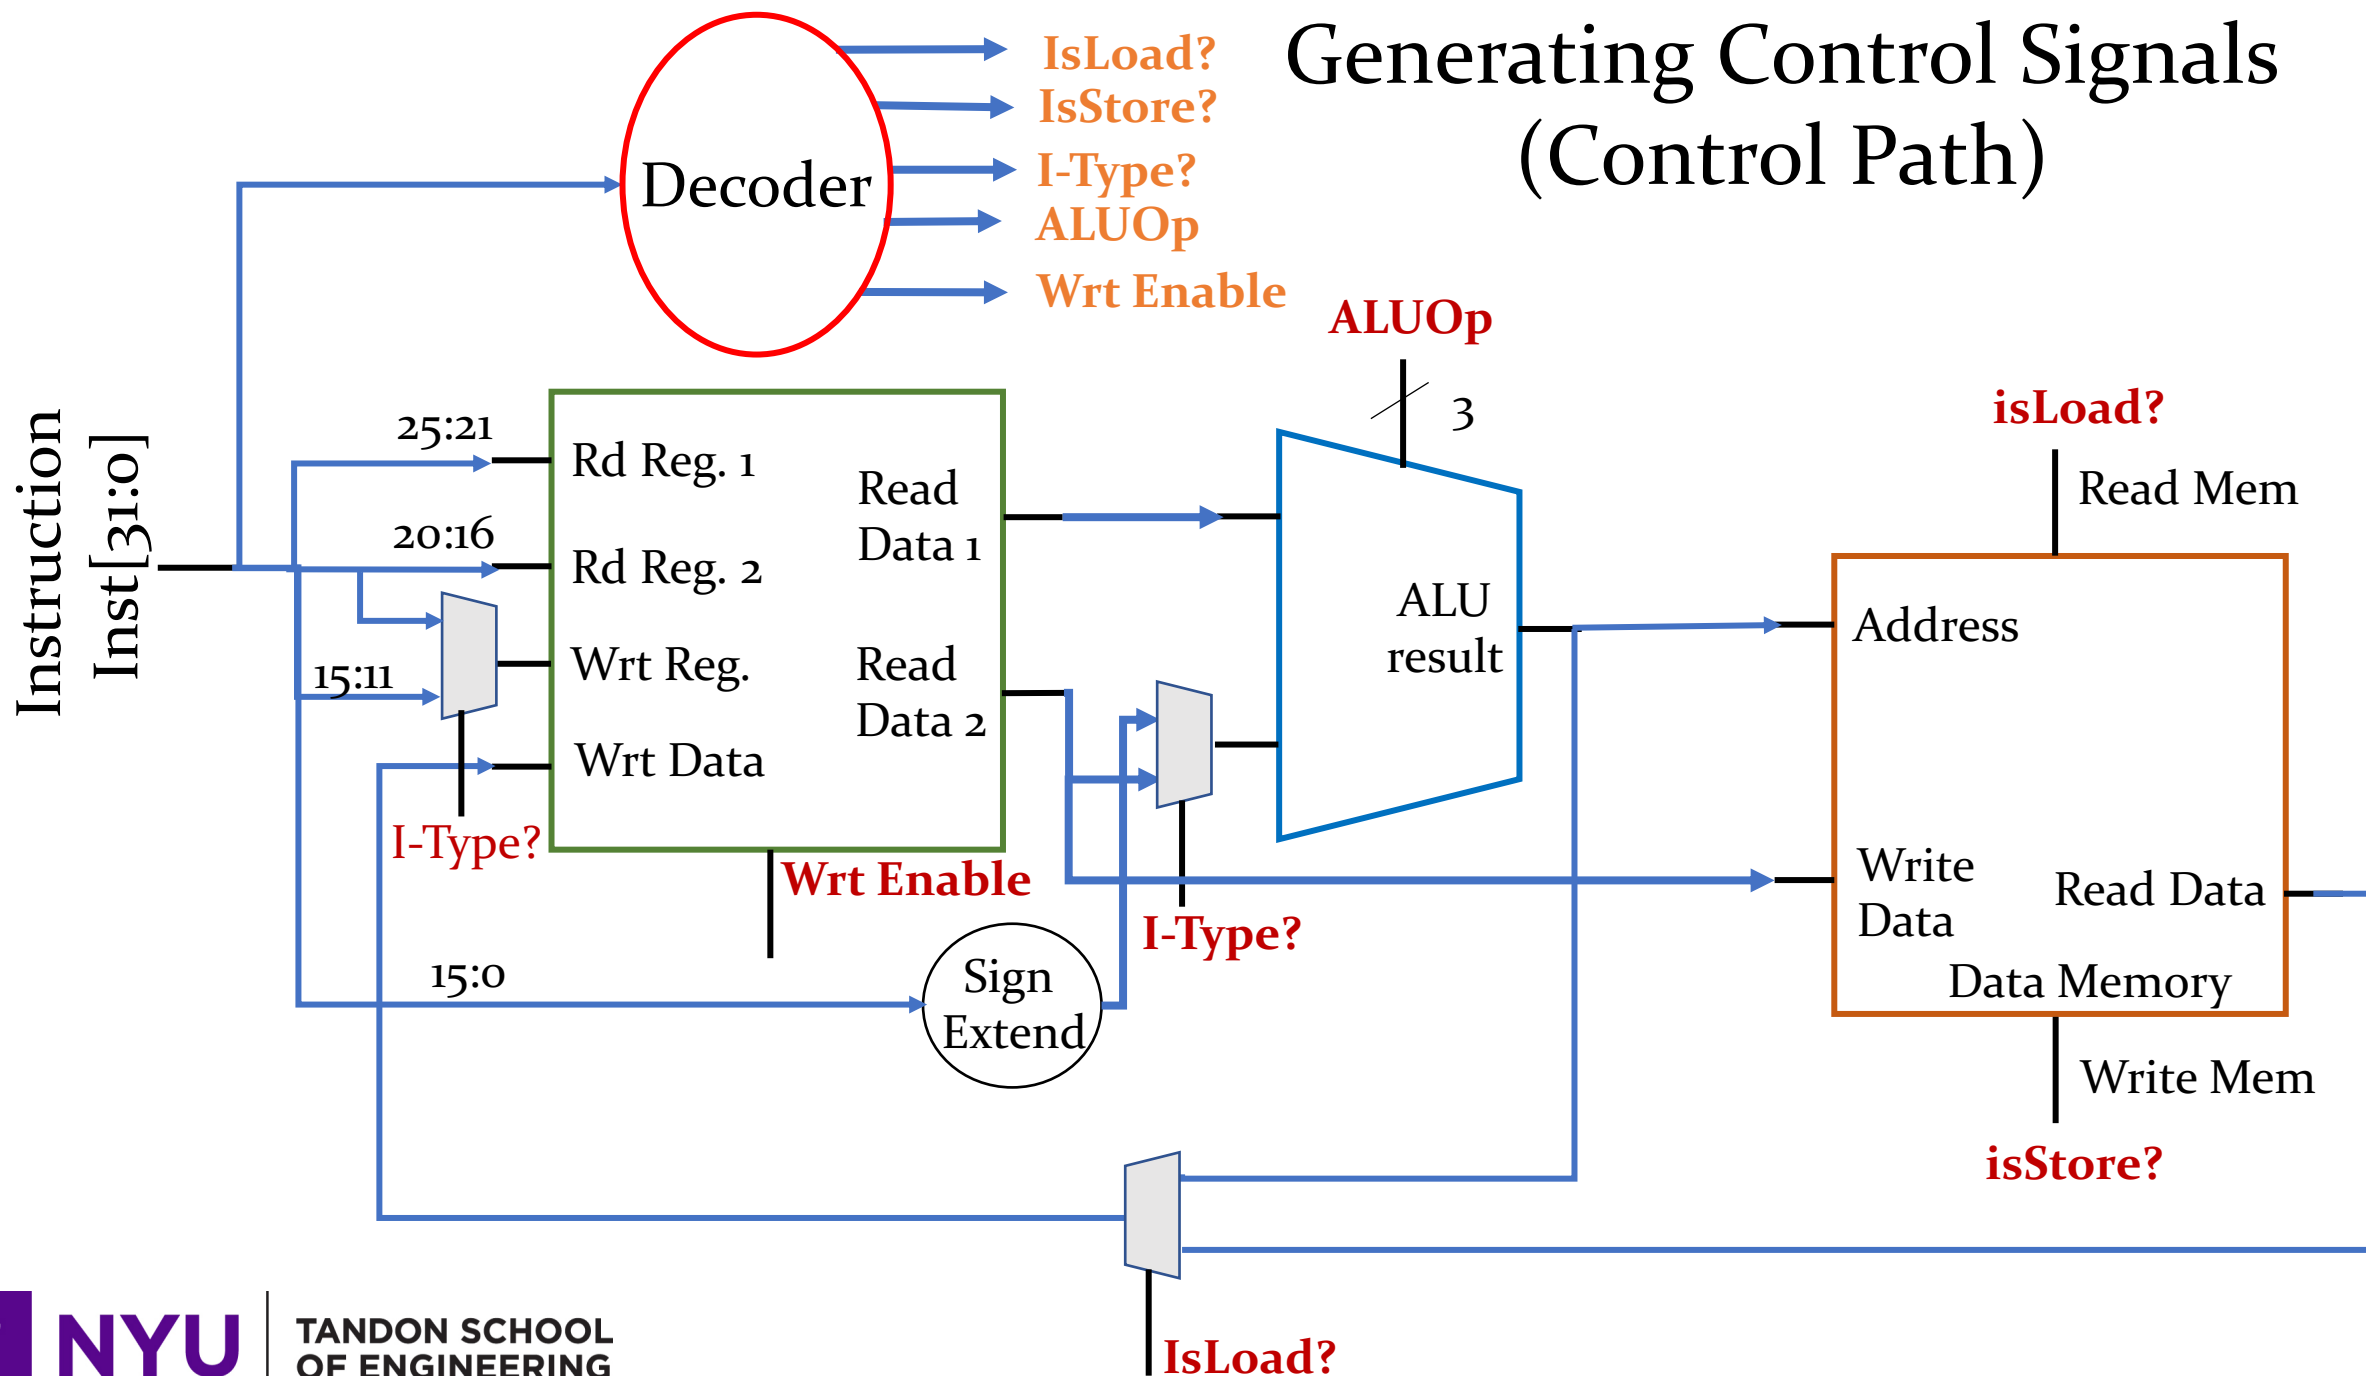 Generating Control Signals
(Control Path)
IsLoad?
IsStore?
I-Type?
ALUOp
Wrt Enable
Decoder
ALUOp
3
Instruction
Inst[31:0]
25:21
20:16
15:11
I-Type?
Rd Reg. 1
Rd Reg. 2
Wrt Reg.
Wrt Data
Read
Data 1
Read
Data 2
Wrt Enable
15:0
Sign
Extend
I-Type?
ALU
result
isLoad?
Read Mem
Address
Write
Data
Read Data
Data Memory
Write Mem
isStore?
IsLoad?
NYU
TANDON SCHOOL
OF ENGINEERING